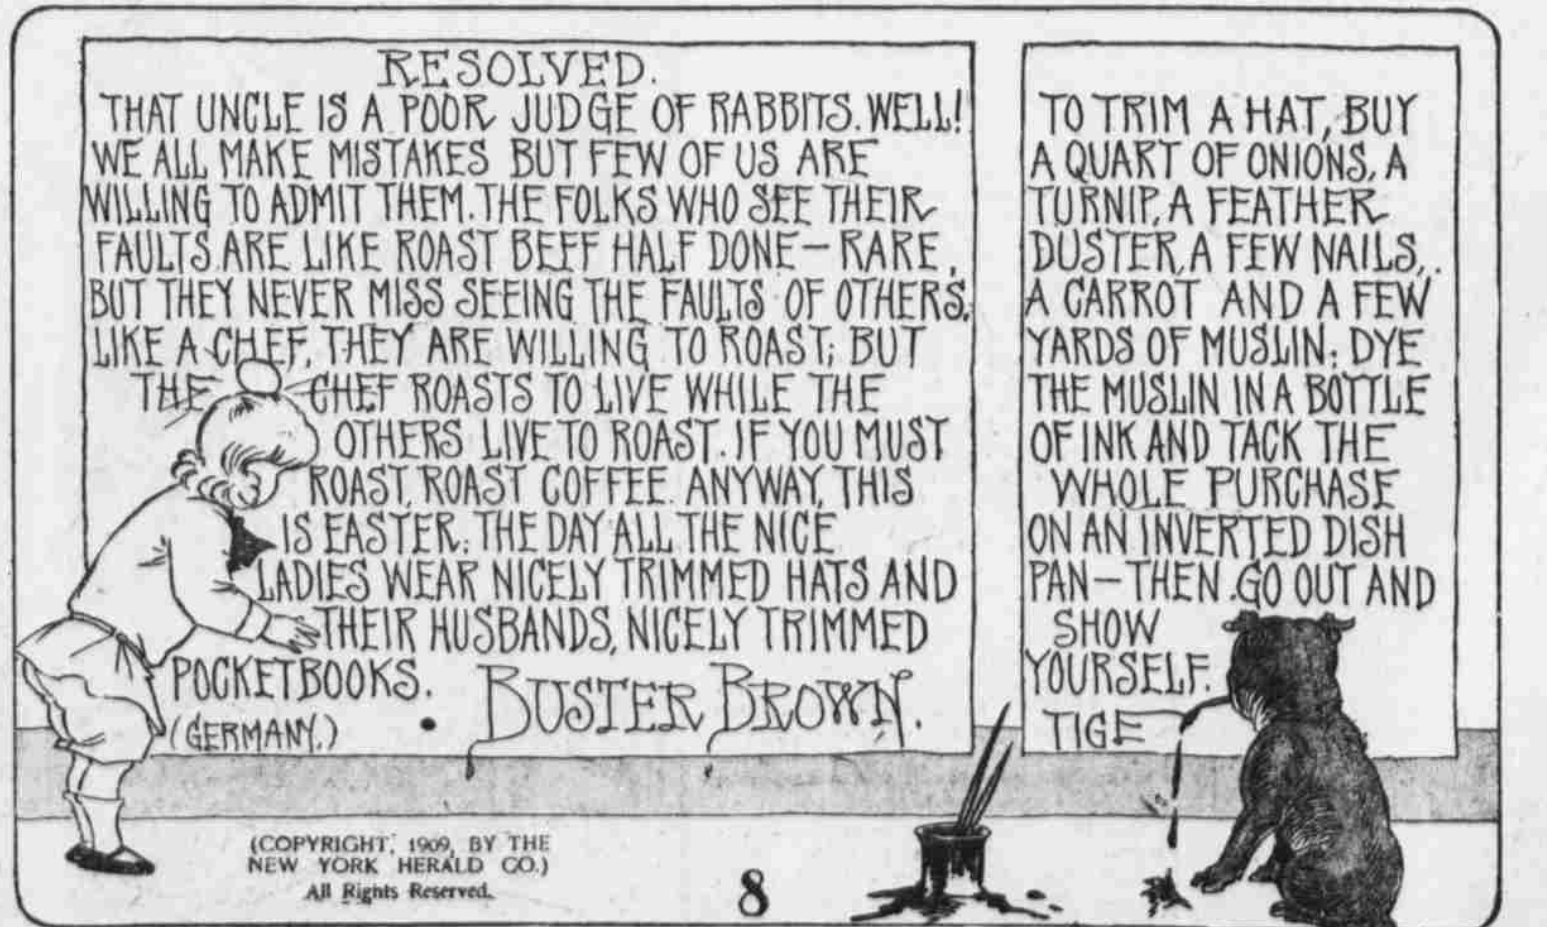 RESOLVED.
THAT UNCLE IS A POOR JUDGE OF RABBITS. WELL!
WE ALL MAKE MISTAKES BUT FEW OF US ARE
WILLING TO ADMIT THEM. THE FOLKS WHO SEE THEIR
FAULTS ARE LIKE ROAST BEEF HALF DONE—RARE,
BUT THEY NEVER MISS SEEING THE FAULTS OF OTHERS.
LIKE A CHEF, THEY ARE WILLING TO ROAST; BUT
THE CHEF ROASTS TO LIVE WHILE THE
OTHERS LIVE TO ROAST. IF YOU MUST
ROAST, ROAST COFFEE. ANYWAY, THIS
IS EASTER; THE DAY ALL THE NICE
LADIES WEAR NICELY TRIMMED HATS AND
THEIR HUSBANDS, NICELY TRIMMED
POCKETBOOKS.
BUSTER BROWN.
(GERMANY.)
TO TRIM A HAT, BUY
A QUART OF ONIONS, A
TURNIP, A FEATHER
DUSTER, A FEW NAILS,
A CARROT AND A FEW
YARDS OF MUSLIN; DYE
THE MUSLIN IN A BOTTLE
OF INK AND TACK THE
WHOLE PURCHASE
ON AN INVERTED DISH
PAN—THEN GO OUT AND
SHOW
YOURSELF.
TIGE
(COPYRIGHT, 1909, BY THE
NEW YORK HERALD CO.)
All Rights Reserved.
8